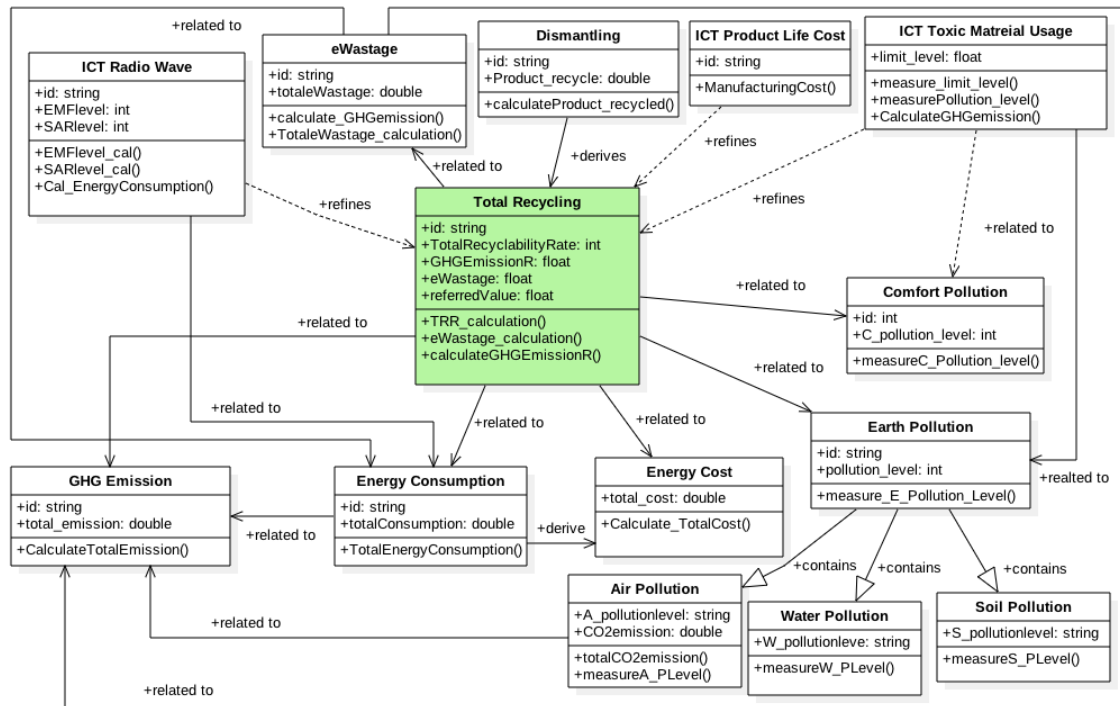 +related to
+related to
eWastage
+id: string
+totaleWastage: double
+calculate_GHGemission()
+TotaleWastage_calculation()
Dismantling
+id: string
+Product_recycle: double
+calculateProduct_recycled()
ICT Product Life Cost
+id: string
+ManufacturingCost()
ICT Toxic Matreial Usage
+limit_level: float
+measure_limit_level()
+measurePollution_level()
+CalculateGHGemission()
ICT Radio Wave
+id: string
+EMFlevel: int
+SARlevel: int
+EMFlevel_cal()
+SARlevel_cal()
+Cal_EnergyConsumption()
+related to
+derives
+refines
+refines
+refines
+related to
Total Recycling
+id: string
+TotalRecyclabilityRate: int
+GHGEmissionR: float
+eWastage: float
+referredValue: float
+TRR_calculation()
+eWastage_calculation()
+calculateGHGEmissionR()
+related to
Comfort Pollution
+id: int
+C_pollution_level: int
+measureC_Pollution_level()
+related to
+related to
+related to
+related to
+related to
Earth Pollution
+id: string
+pollution_level: int
+measure_E_Pollution_Level()
+realted to
GHG Emission
+id: string
+total_emission: double
+CalculateTotalEmission()
+related to
Energy Consumption
+id: string
+totalConsumption: double
+TotalEnergyConsumption()
+derive
Energy Cost
+total_cost: double
+Calculate_TotalCost()
+contains
+contains
+contains
Air Pollution
+A_pollutionlevel: string
+CO2emission: double
+totalCO2emission()
+measureA_PLevel()
Water Pollution
+W_pollutionleve: string
+measureW_PLevel()
Soil Pollution
+S_pollutionlevel: string
+measureS_PLevel()
+related to
+related to